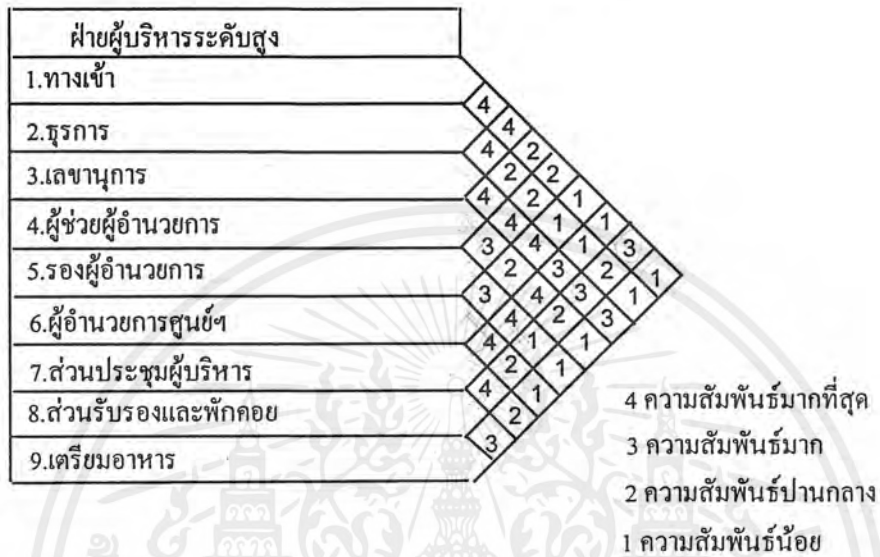 ฝ่ายผู้บริหารระดับสูง
1.ทางเข้า
2.ธุรการ
3.เลขานุการ
4.ผู้ช่วยผู้อำนวยการ
5.รองผู้อำนวยการ
6.ผู้อำนวยการศูนย์ฯ
7.ส่วนประชุมผู้บริหาร
8.ส่วนรับรองและพักคอย
9.เตรียมอาหาร
4 4 2 2 1 1 3 1
4 2 2 1 1 2 1
4 4 4 3 3 3
3 2 4 2 1
3 4 1 1
4 2 1
4 2
3
4 ความสัมพันธ์มากที่สุด
3 ความสัมพันธ์มาก
2 ความสัมพันธ์ปานกลาง
1 ความสัมพันธ์น้อย